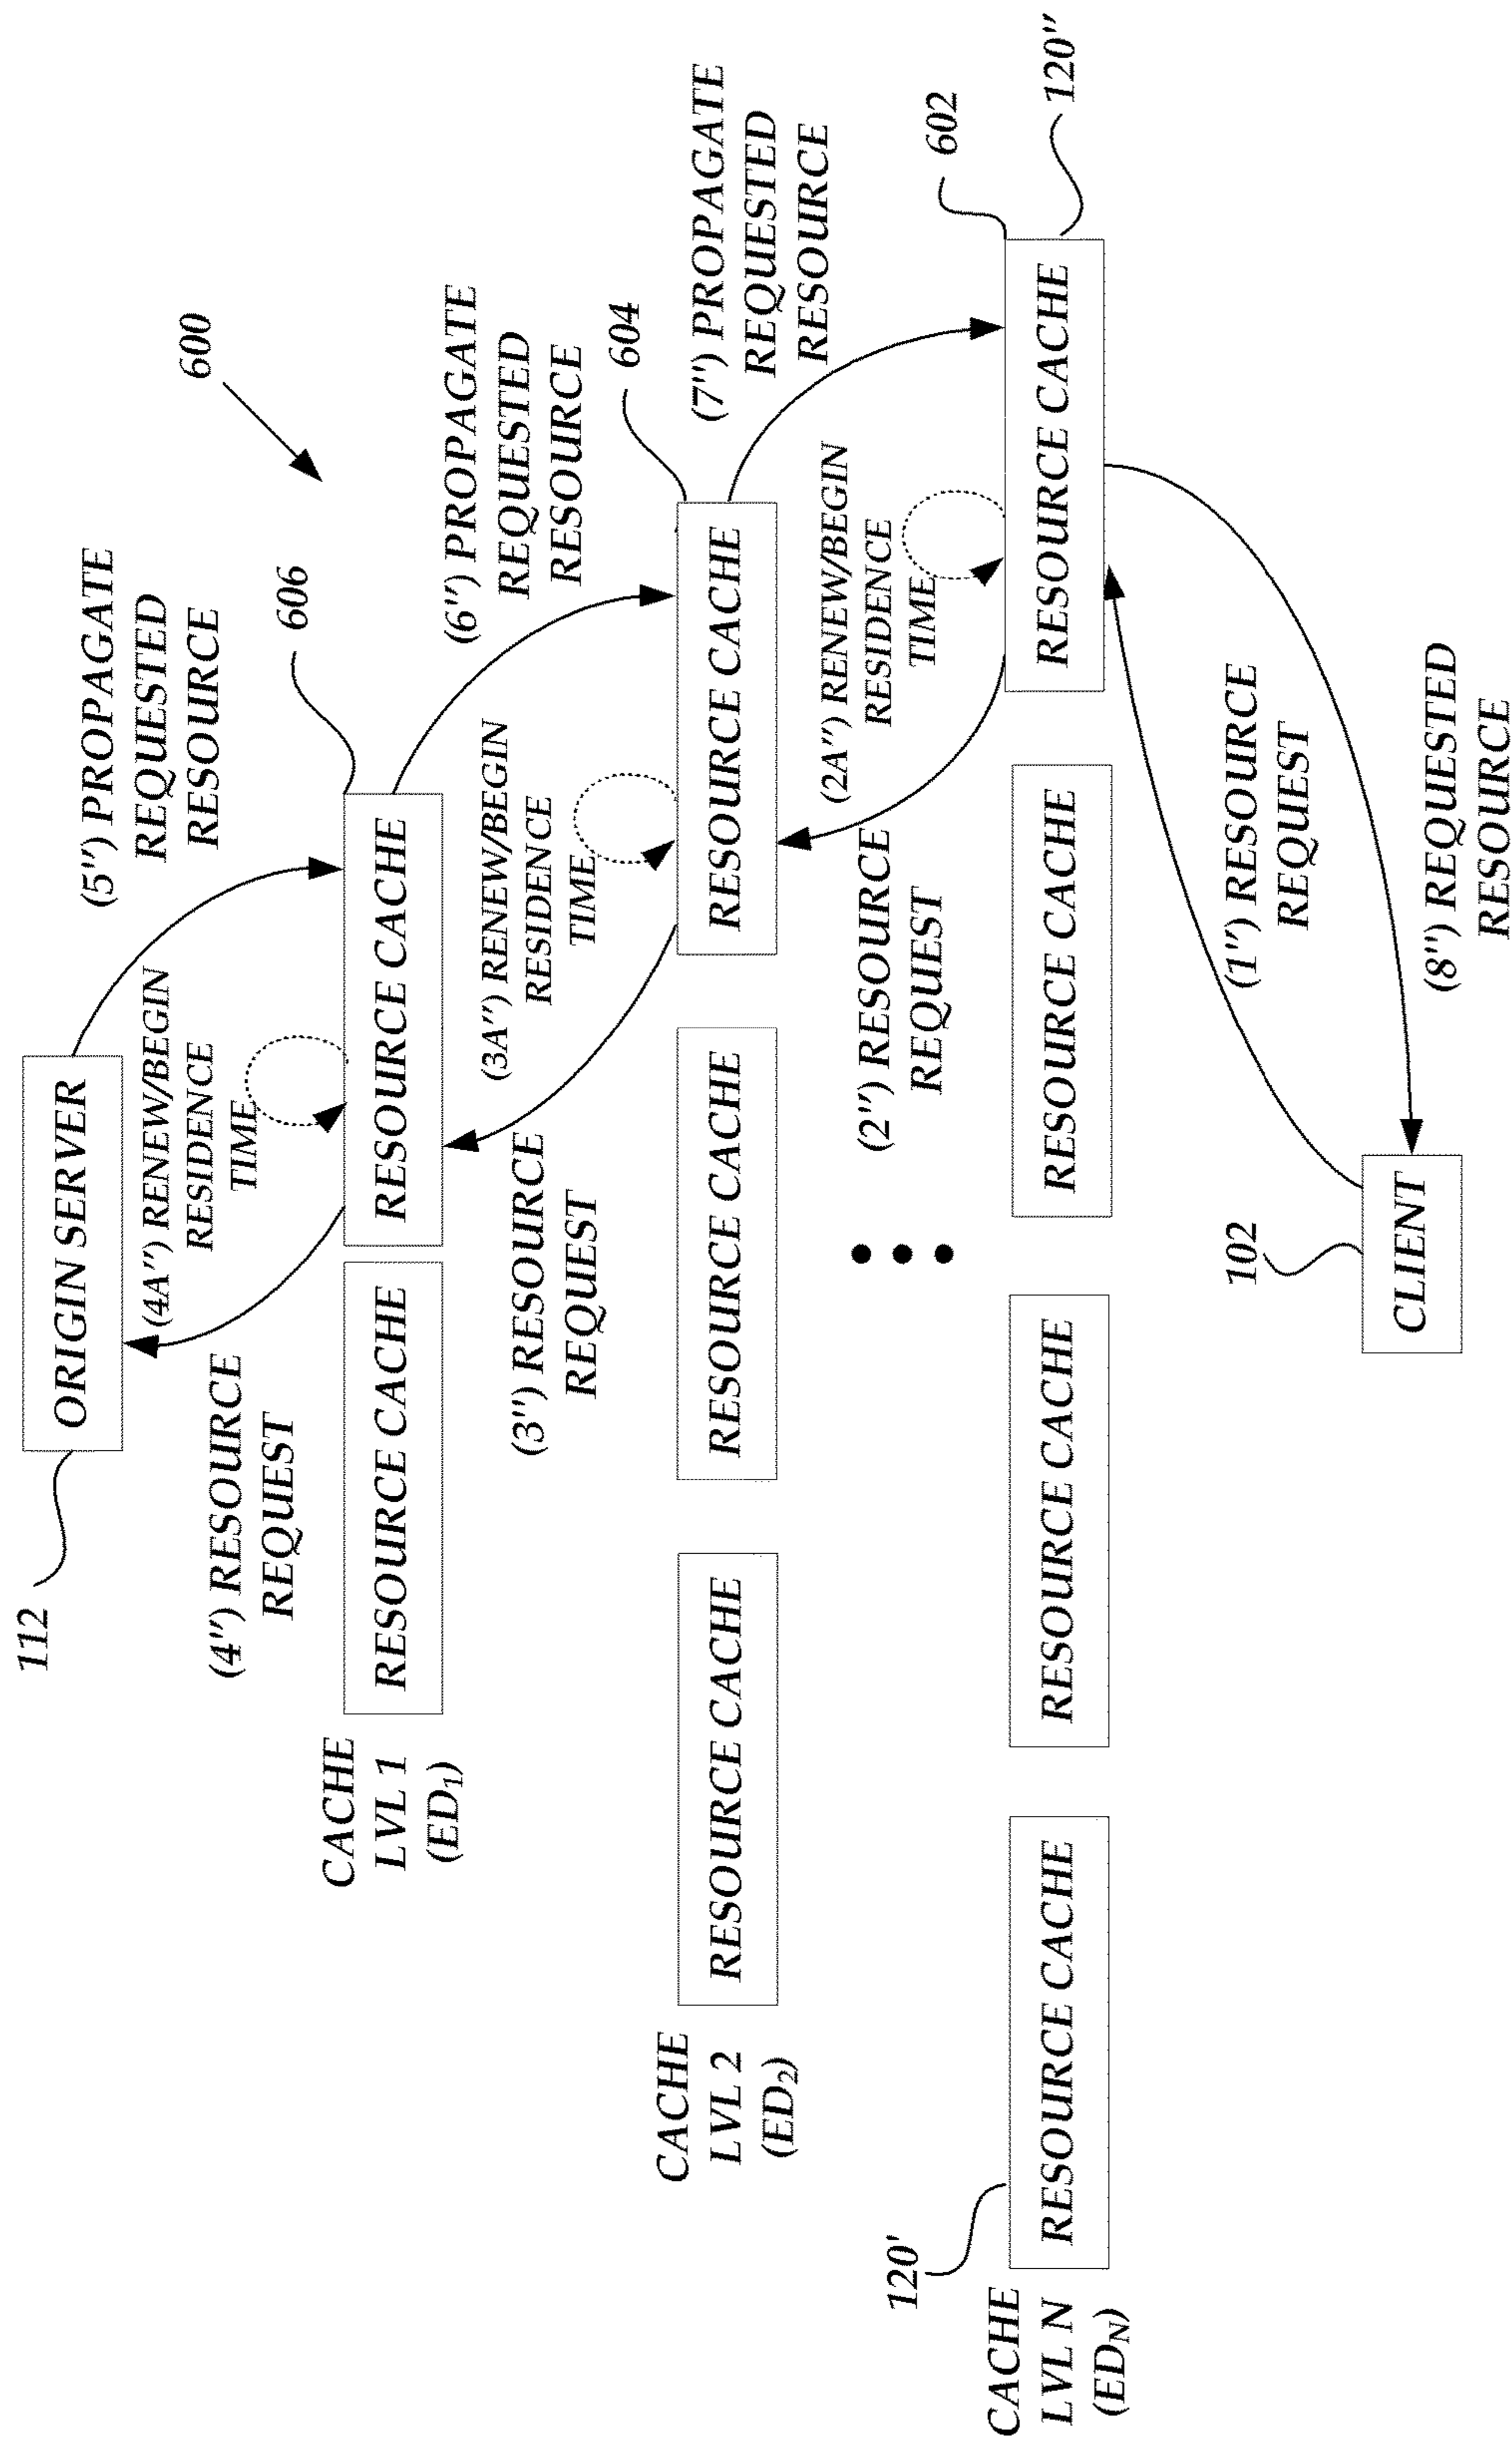 600
112
ORIGIN SERVER
(5'') PROPAGATE
REQUESTED
RESOURCE
(4A'') RENEW/BEGIN
RESIDENCE
TIME
(4'') RESOURCE
REQUEST
606
CACHE
LVL 1
(ED1)
RESOURCE CACHE
RESOURCE CACHE
(6'') PROPAGATE
REQUESTED
RESOURCE
(3A'') RENEW/BEGIN
RESIDENCE
TIME
(3'') RESOURCE
REQUEST
604
CACHE
LVL 2
(ED2)
RESOURCE CACHE
RESOURCE CACHE
RESOURCE CACHE
(7'') PROPAGATE
REQUESTED
RESOURCE
(2A'') RENEW/BEGIN
RESIDENCE
TIME
(2'') RESOURCE
REQUEST
602
120''
120'
CACHE
LVL N
(EDN)
RESOURCE CACHE
RESOURCE CACHE
RESOURCE CACHE
RESOURCE CACHE
(1'') RESOURCE
REQUEST
102
CLIENT
(8'') REQUESTED
RESOURCE